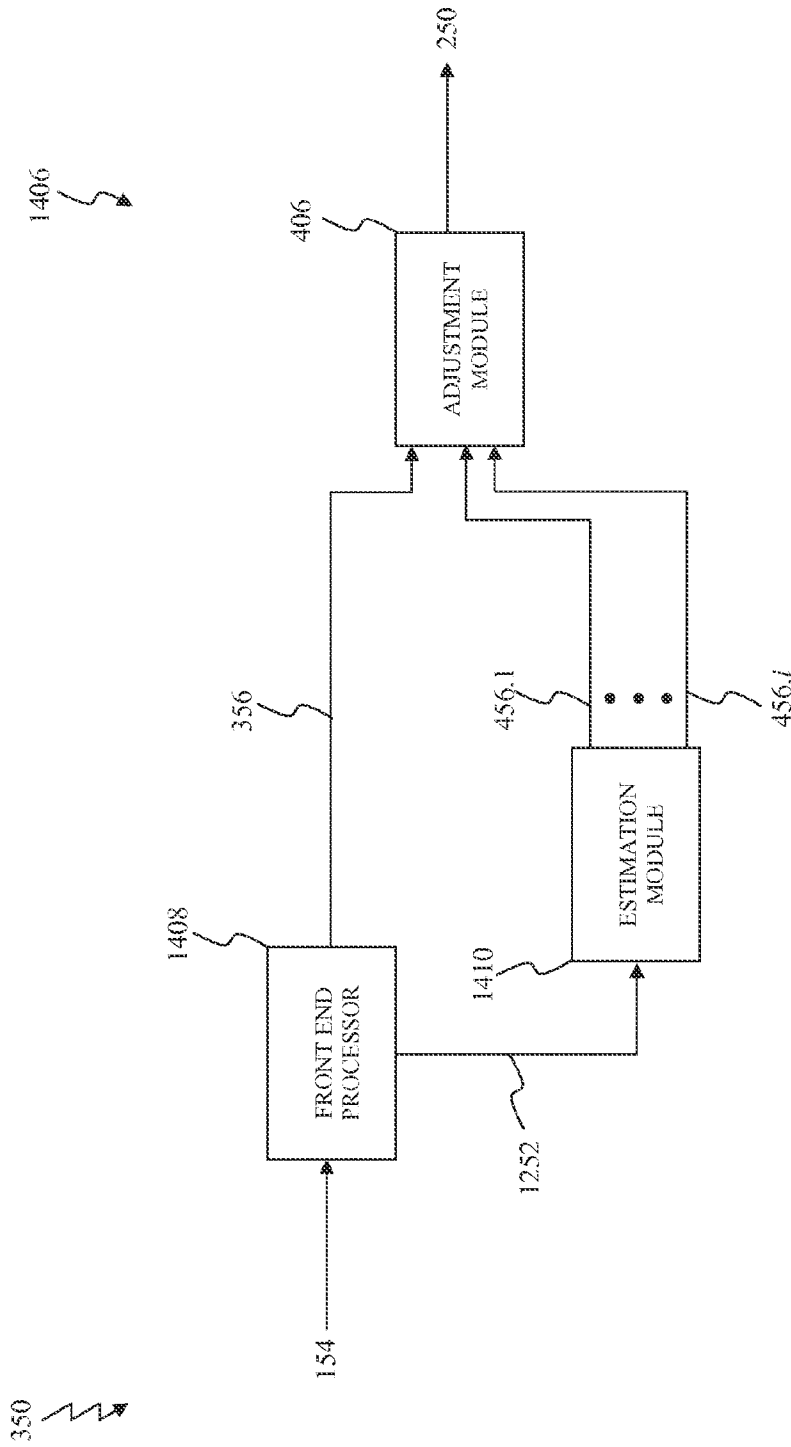 350
1406
154
FRONT END
PROCESSOR
1408
356
1252
1410
ESTIMATION
MODULE
456.1
456.i
406
ADJUSTMENT
MODULE
250